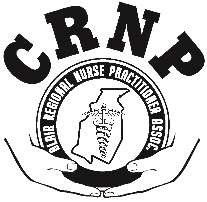 CRNP
BLAIR REGIONAL NURSE PRACTITIONER ASSOC.